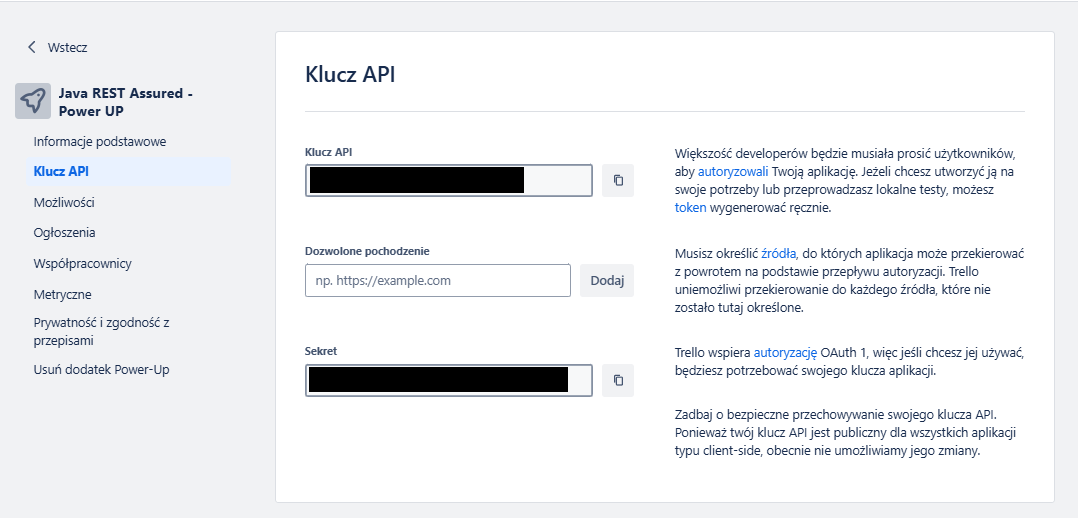 Wstecz
Java REST Assured -
Power UP
Informacje podstawowe
Klucz API
Możliwości
Ogłoszenia
Współpracownicy
Metryczne
Prywatność i zgodność z
przepisami
Usuń dodatek Power-Up
Klucz API
Klucz API
Większość developerów będzie musiała prosić użytkowników,
aby autoryzowali Twoją aplikację. Jeżeli chcesz utworzyć ją na
swoje potrzeby lub przeprowadzasz lokalne testy, możesz
token wygenerować ręcznie.
Dozwolone pochodzenie
np. https://example.com
Dodaj
Musisz określić źródła, do których aplikacja może przekierować
z powrotem na podstawie przepływu autoryzacji. Trello
uniemożliwi przekierowanie do każdego źródła, które nie
zostało tutaj określone.
Sekret
Trello wspiera autoryzację OAuth 1, więc jeśli chcesz jej używać,
będziesz potrzebować swojego klucza aplikacji.
Zadbaj o bezpieczne przechowywanie swojego klucza API.
Ponieważ twój klucz API jest publiczny dla wszystkich aplikacji
typu client-side, obecnie nie umożliwiamy jego zmiany.